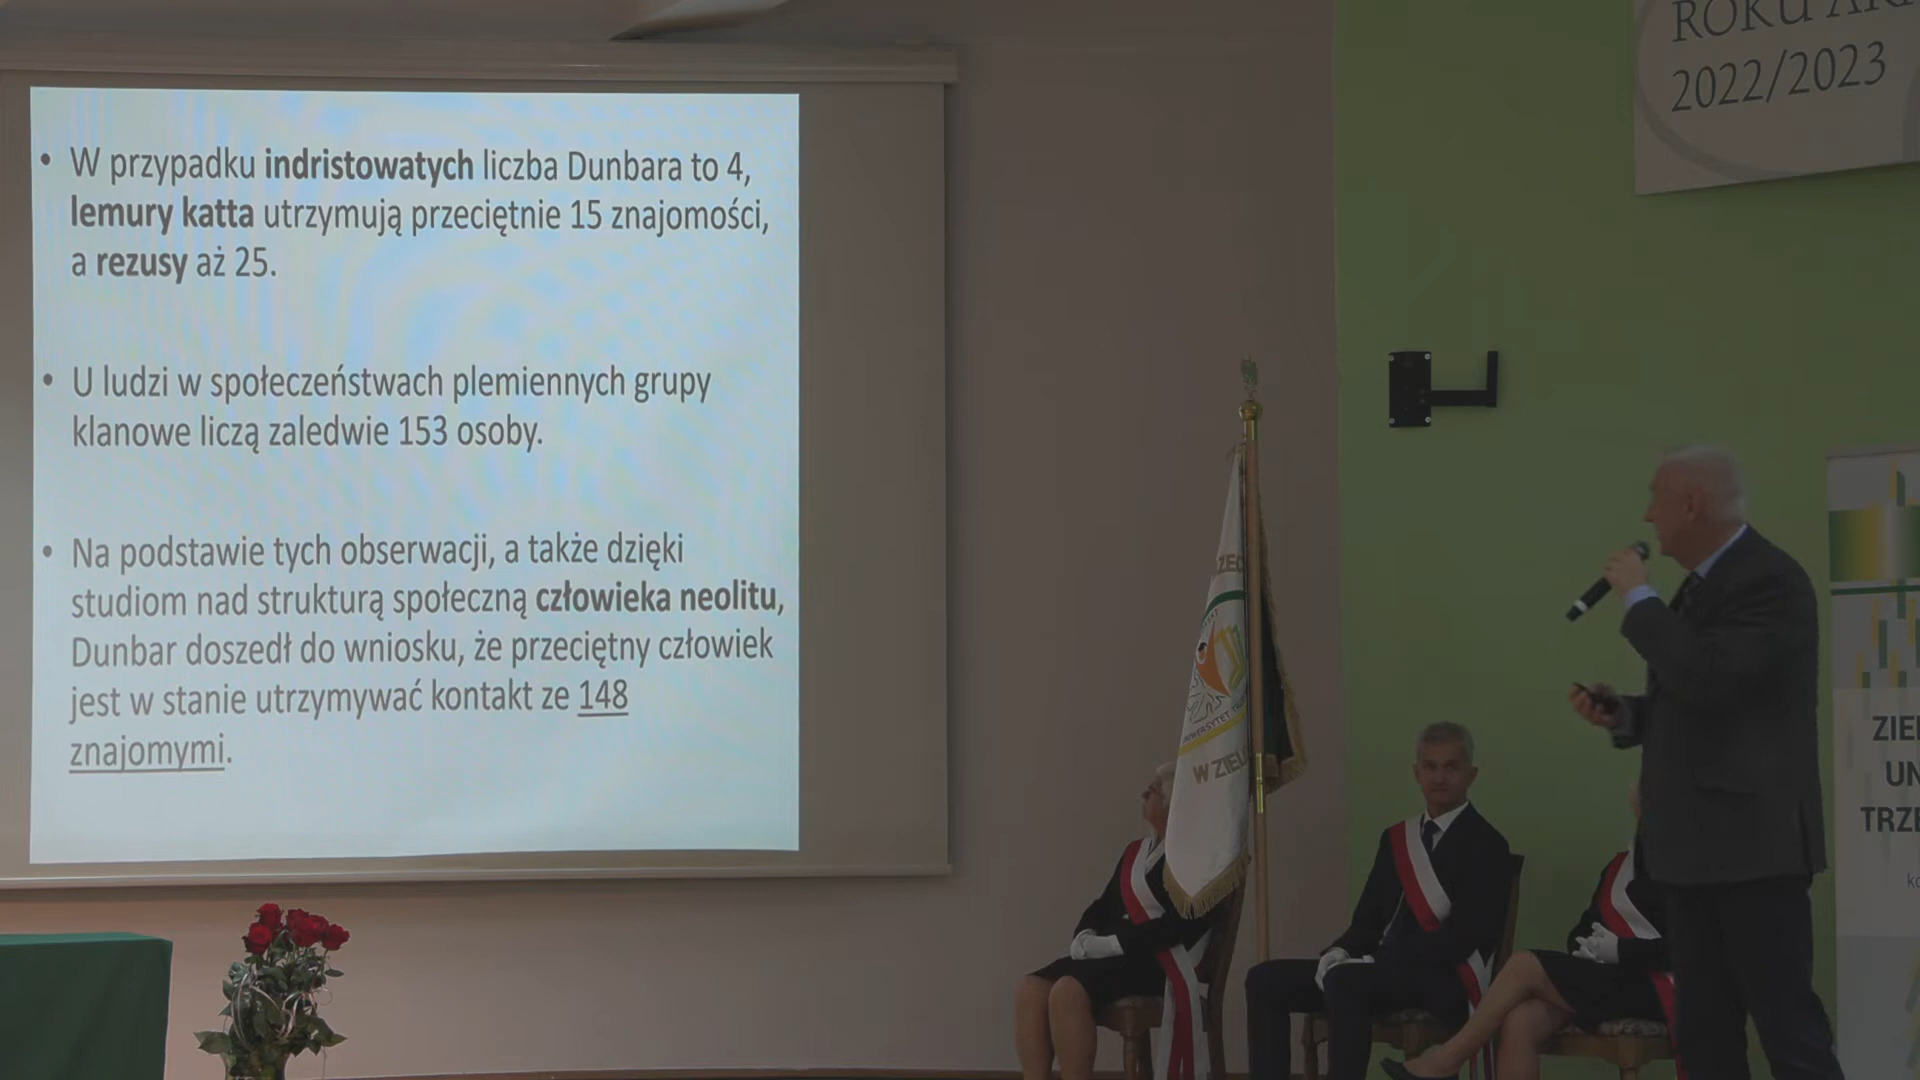 • W przypadku indristowatych liczba Dunbara to 4,
lemury katta utrzymują przeciętnie 15 znajomości,
a rezusy aż 25.
• U ludzi w społeczeństwach plemiennych grupy
klanowe liczą zaledwie 153 osoby.
• Na podstawie tych obserwacji, a także dzięki
studiom nad strukturą społeczną człowieka neolitu,
Dunbar doszedł do wniosku, że przeciętny człowiek
jest w stanie utrzymywać kontakt ze 148
znajomymi.
ROKU
2022/2023
W ZIEL
ZIE
UN
TRZE